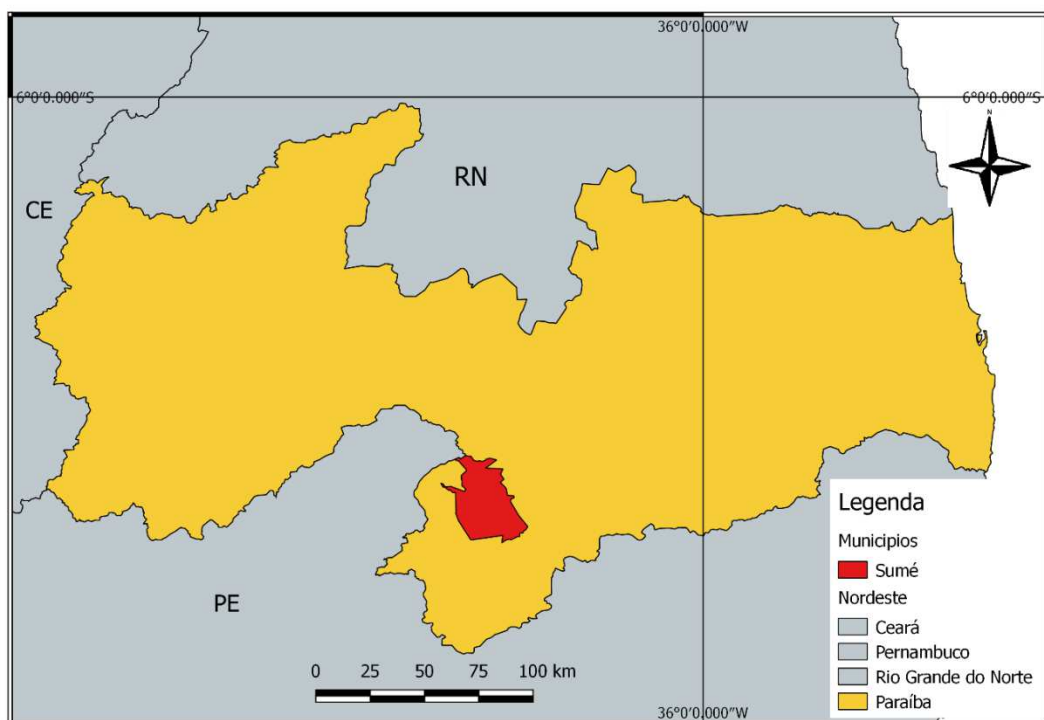 36°0'0.000"W
6°0'0.000"S
6°0'0.000"S
N
RN
CE
PE
0 25 50 75 100 km
Legenda
Municipios
Sumé
Nordeste
Ceará
Pernambuco
Rio Grande do Norte
Paraíba
36°0'0.000"W